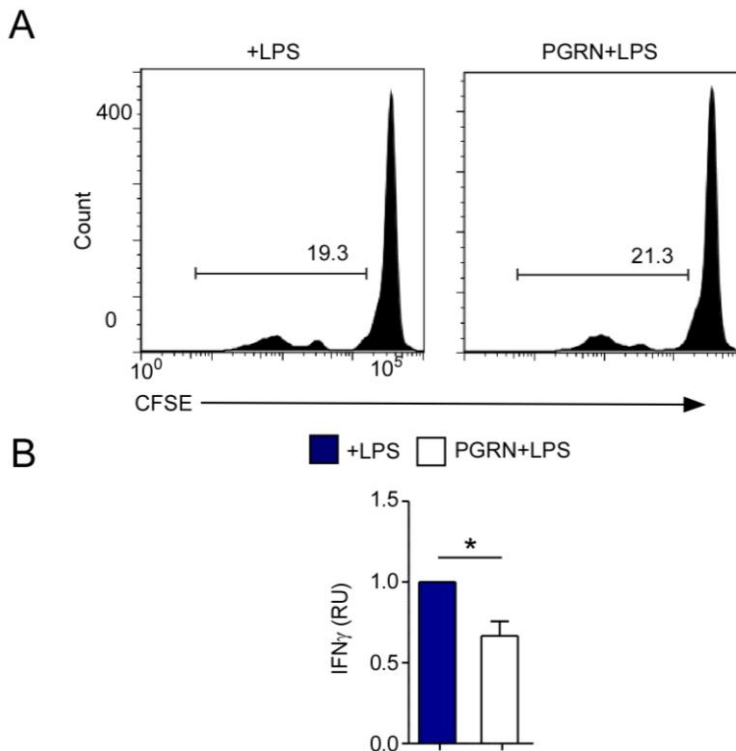 A
+LPS
PGRN+LPS
400
Count
19.3
21.3
0
10⁰
10⁵
CFSE
B
+LPS
PGRN+LPS
1.5
*
1.0
IFNγ (RU)
0.5
0.0